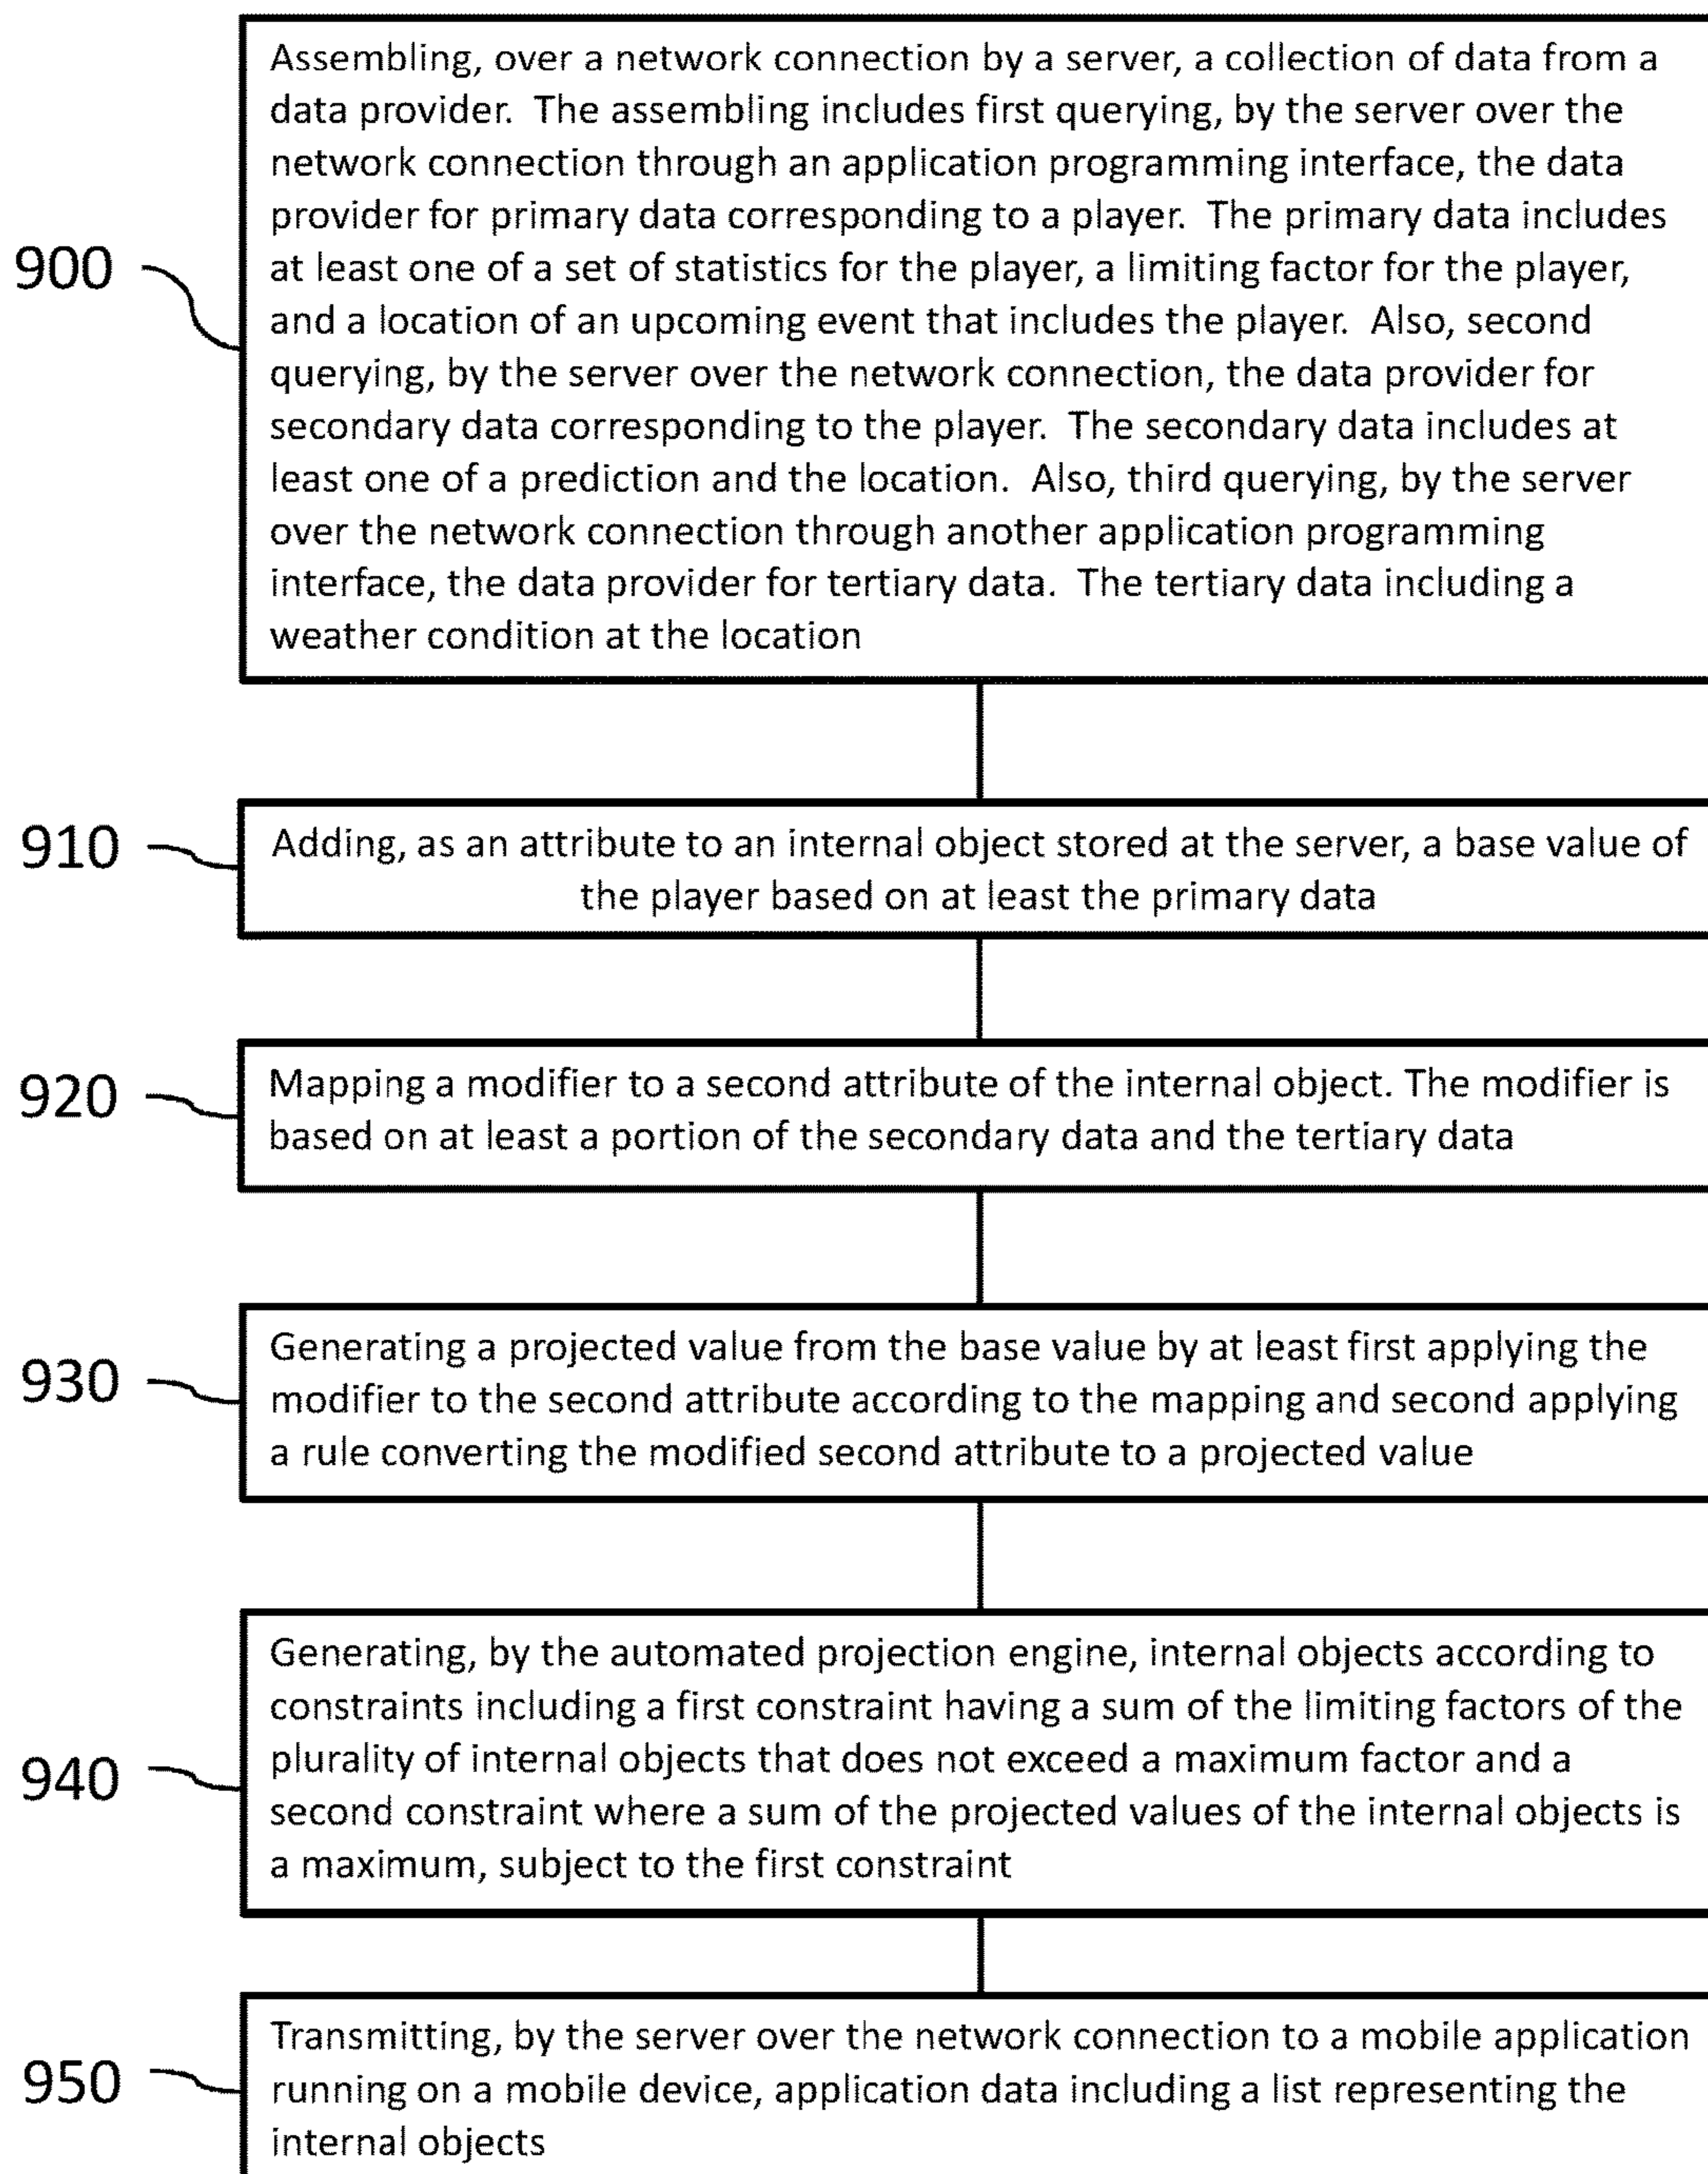 Assembling, over a network connection by a server, a collection of data from a
data provider. The assembling includes first querying, by the server over the
network connection through an application programming interface, the data
provider for primary data corresponding to a player. The primary data includes
900
at least one of a set of statistics for the player, a limiting factor for the player,
and a location of an upcoming event that includes the player. Also, second
querying, by the server over the network connection, the data provider for
secondary data corresponding to the player. The secondary data includes at
least one of a prediction and the location. Also, third querying, by the server
over the network connection through another application programming
interface, the data provider for tertiary data. The tertiary data including a
weather condition at the location
910
Adding, as an attribute to an internal object stored at the server, a base value of
the player based on at least the primary data
920
Mapping a modifier to a second attribute of the internal object. The modifier is
based on at least a portion of the secondary data and the tertiary data
930
Generating a projected value from the base value by at least first applying the
modifier to the second attribute according to the mapping and second applying
a rule converting the modified second attribute to a projected value
940
Generating, by the automated projection engine, internal objects according to
constraints including a first constraint having a sum of the limiting factors of the
plurality of internal objects that does not exceed a maximum factor and a
second constraint where a sum of the projected values of the internal objects is
a maximum, subject to the first constraint
950
Transmitting, by the server over the network connection to a mobile application
running on a mobile device, application data including a list representing the
internal objects